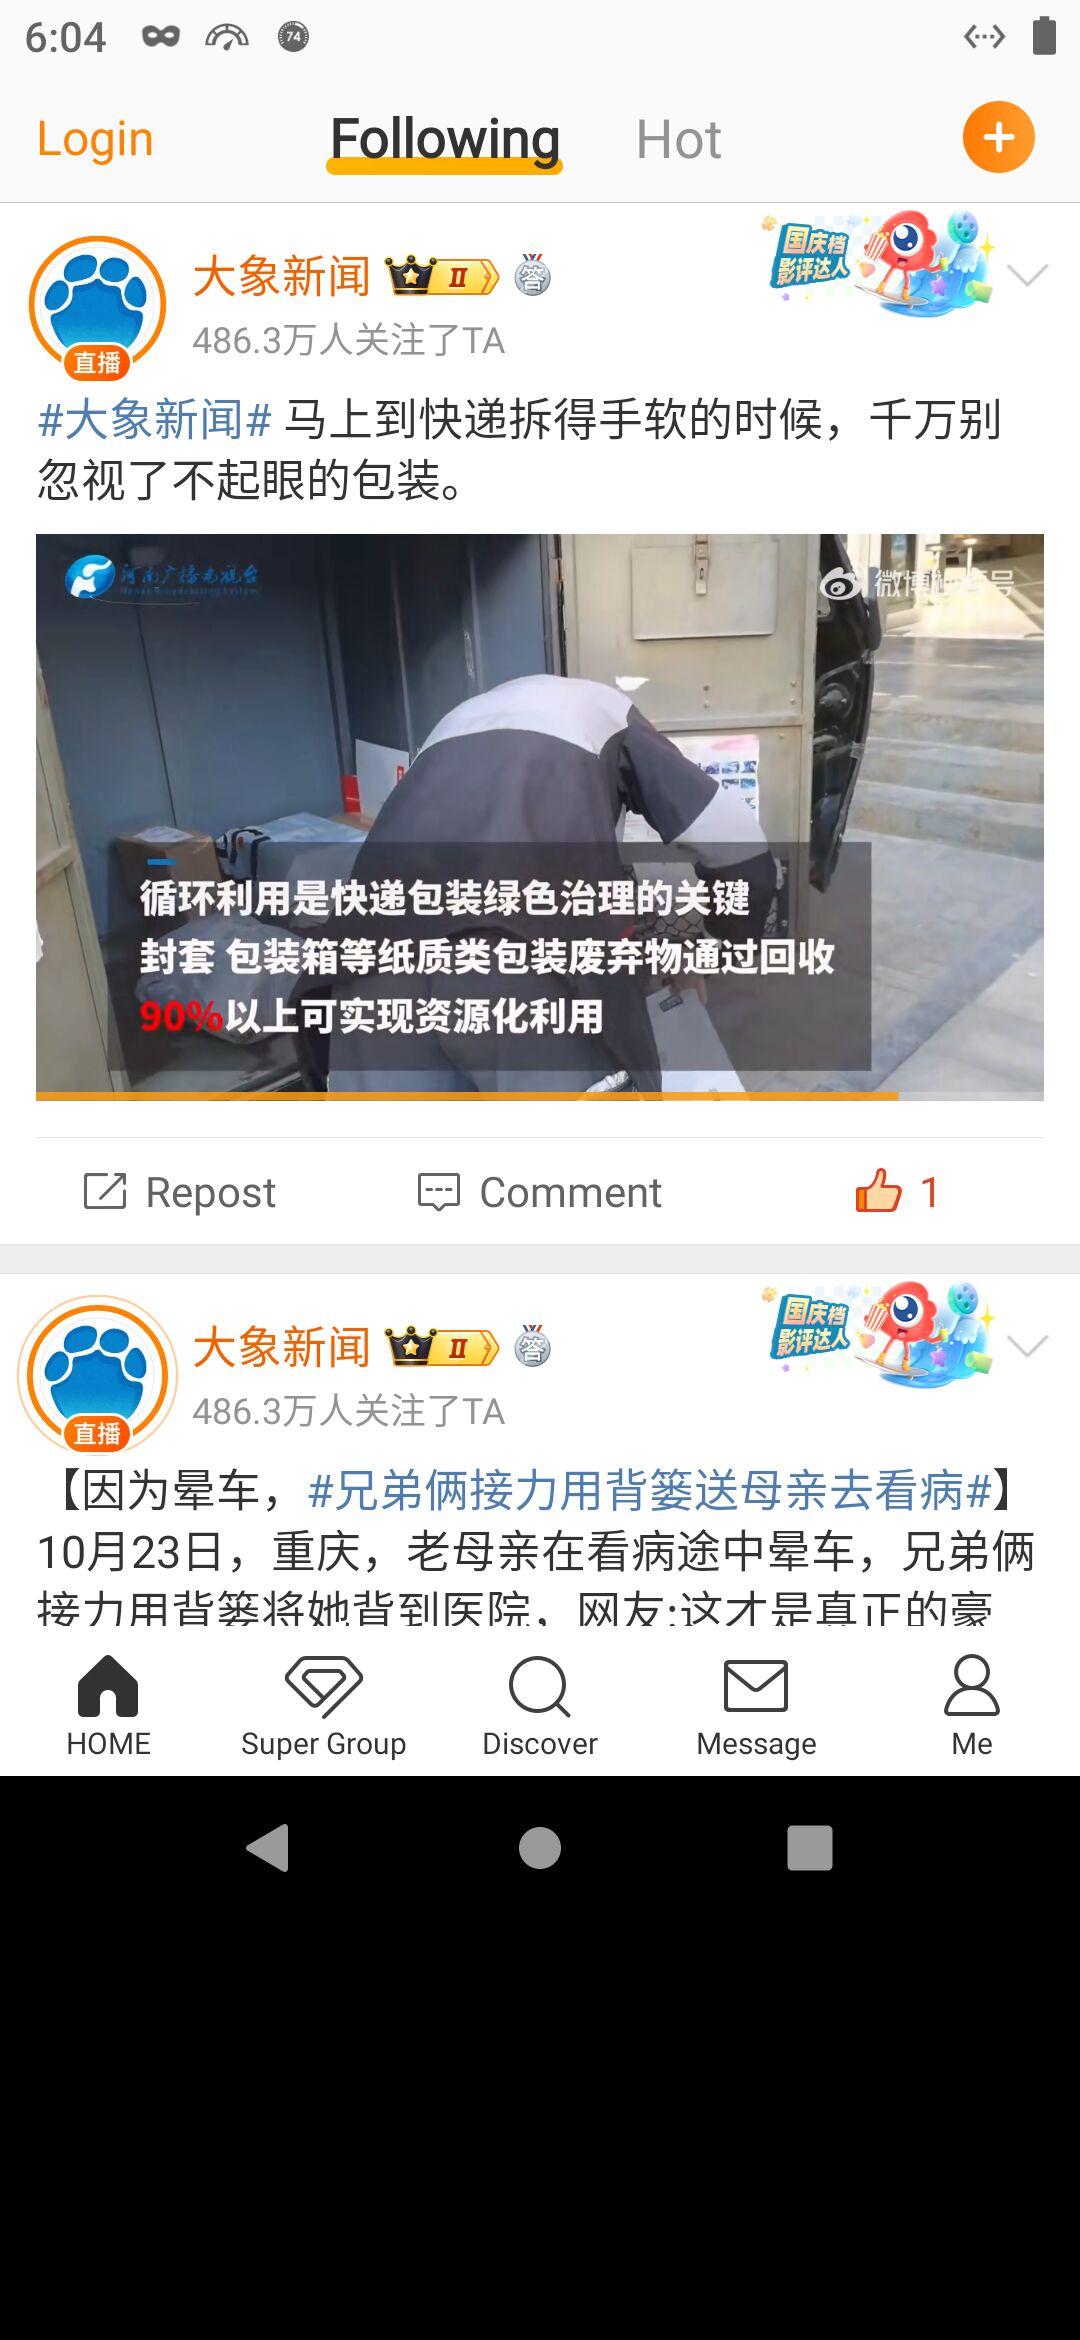 6:04
74
Login
Following
Hot
国庆档
影评达人
大象新闻
II
答
486.3万人关注了TA
直播
#大象新闻# 马上到快递拆得手软的时候，千万别
忽视了不起眼的包装。
河南广播电视台
Henan Broadcasting System
微博视频号
循环利用是快递包装绿色治理的关键
封套 包装箱等纸质类包装废弃物通过回收
90%以上可实现资源化利用
Repost
Comment
1
国庆档
影评达人
大象新闻
II
答
486.3万人关注了TA
直播
【因为晕车，#兄弟俩接力用背篓送母亲去看病#】
10月23日，重庆，老母亲在看病途中晕车，兄弟俩
接力用背篓将她背到医院，网友:这才是真正的豪
HOME
Super Group
Discover
Message
Me